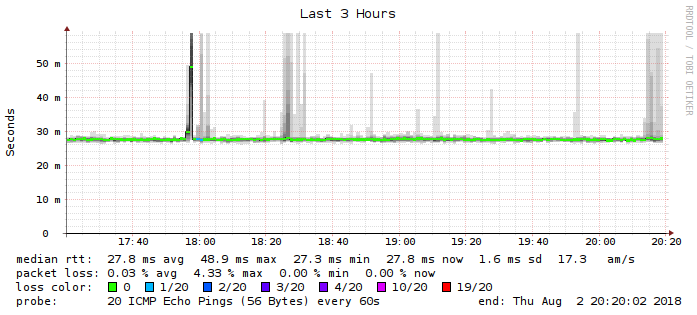 Last 3 Hours
RRDTOOL / TOBI OETIKER
Seconds
50 m
40 m
30 m
20 m
10 m
0
17:40 18:00 18:20 18:40 19:00 19:20 19:40 20:00 20:20
median rtt: 27.8 ms avg 48.9 ms max 27.3 ms min 27.8 ms now 1.6 ms sd 17.3 am/s
packet loss: 0.03 % avg 4.33 % max 0.00 % min 0.00 % now
loss color: 0 1/20 2/20 3/20 4/20 10/20 19/20
probe: 20 ICMP Echo Pings (56 Bytes) every 60s end: Thu Aug 2 20:20:02 2018